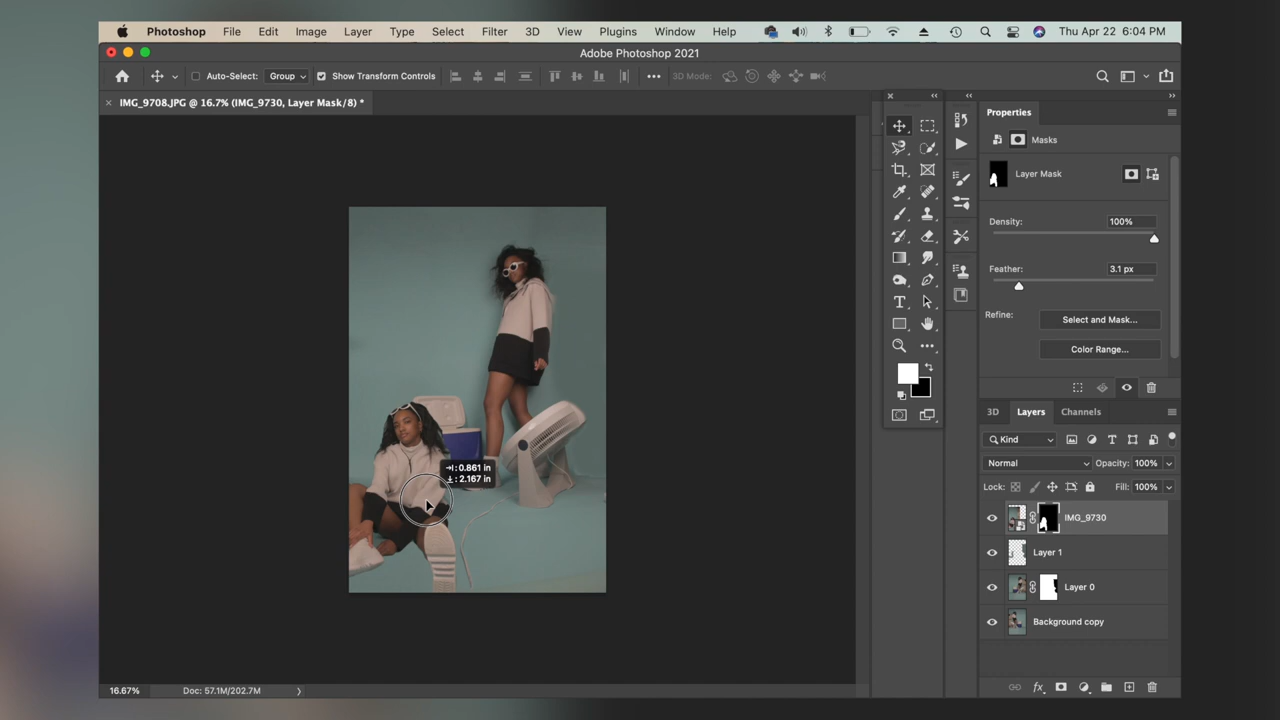 Photoshop File Edit Image Layer Type Select Filter 3D View Plugins Window Help Thu Apr 22 6:04 PM
Adobe Photoshop 2021
Auto-Select: Group Show Transform Controls 3D Mode:
IMG_9708.JPG @ 16.7% (IMG_9730, Layer Mask/8) *
Properties
Masks
Layer Mask
Density: 100%
Feather: 3.1 px
Refine: Select and Mask...
Color Range...
3D Layers Channels
Kind
Normal Opacity: 100%
Lock: Fill: 100%
IMG_9730
Layer 1
Layer 0
Background copy
: 0.861 in
: 2.167 in
16.67% Doc: 57.1M/202.7M